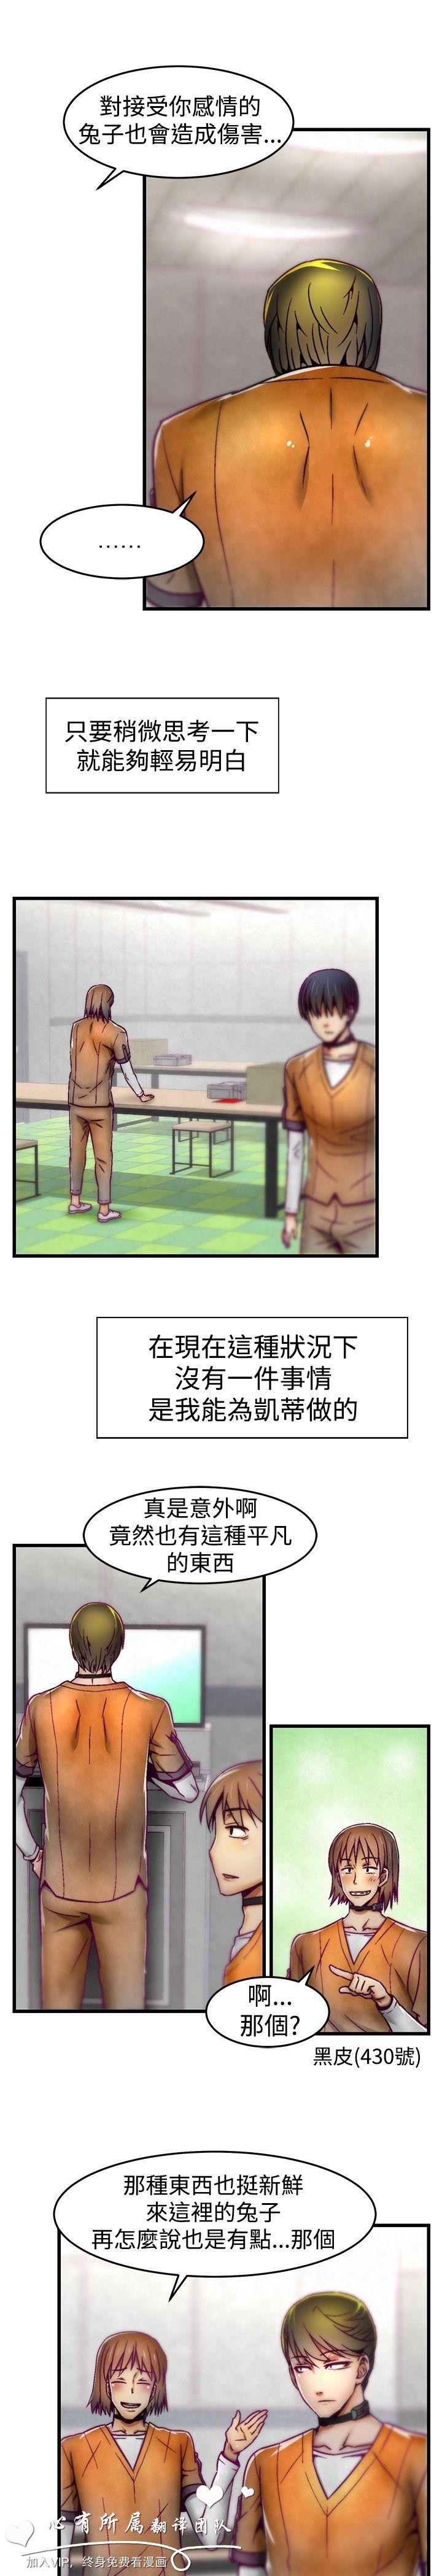 對接受你感情的
兔子也會造成傷害...
......
只要稍微思考一下
就能夠輕易明白
在現在這種狀況下
沒有一件事情
是我能為凱蒂做的
真是意外啊
竟然也有這種平凡
的東西
啊...
那個?
黑皮(430號)
那種東西也挺新鮮
來這裡的兔子
再怎麼說也是有點...那個
心有所属翻译团队
加入VIP，终身免费看漫画